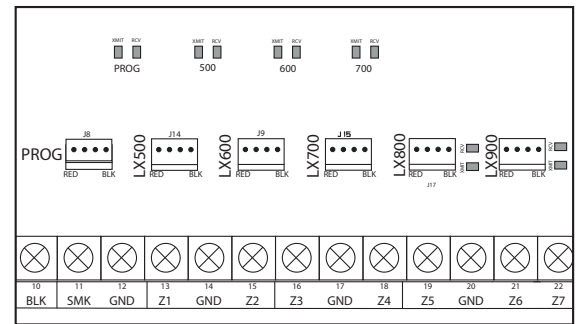 XMIT RCV XMIT RCV XMIT RCV XMIT RCV
PROG 500 600 700
J8 J14 J9 J15
PROG LX500 LX600 LX700 LX800 LX900
RCV RCV
XMIT XMIT
RED BLK RED BLK RED BLK RED BLK RED BLK RED BLK
J17
10 11 12 13 14 15 16 17 18 19 20 21 22
BLK SMK GND Z1 GND Z2 Z3 GND Z4 Z5 GND Z6 Z7